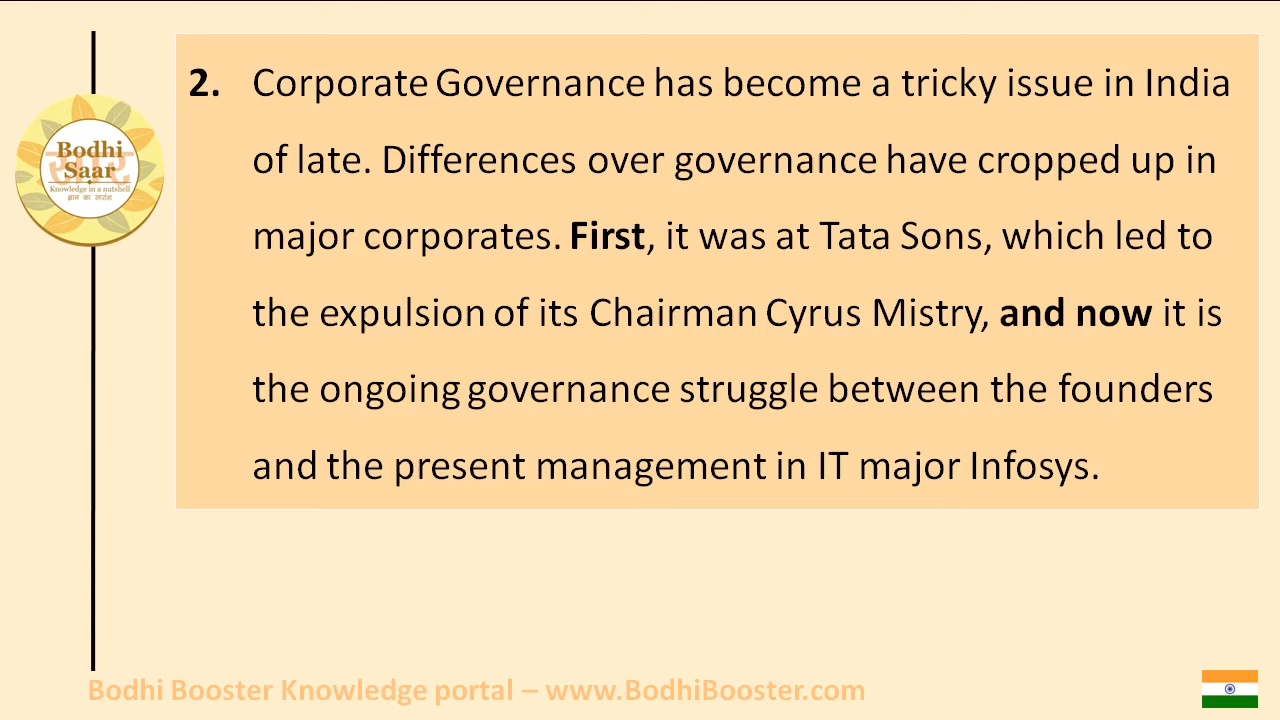 2. Corporate Governance has become a tricky issue in India
of late. Differences over governance have cropped up in
major corporates. First, it was at Tata Sons, which led to
the expulsion of its Chairman Cyrus Mistry, and now it is
the ongoing governance struggle between the founders
and the present management in IT major Infosys.
Bodhi
Saar
Knowledge in a nutshell
ज्ञान का सारांश
Bodhi Booster Knowledge portal – www.BodhiBooster.com